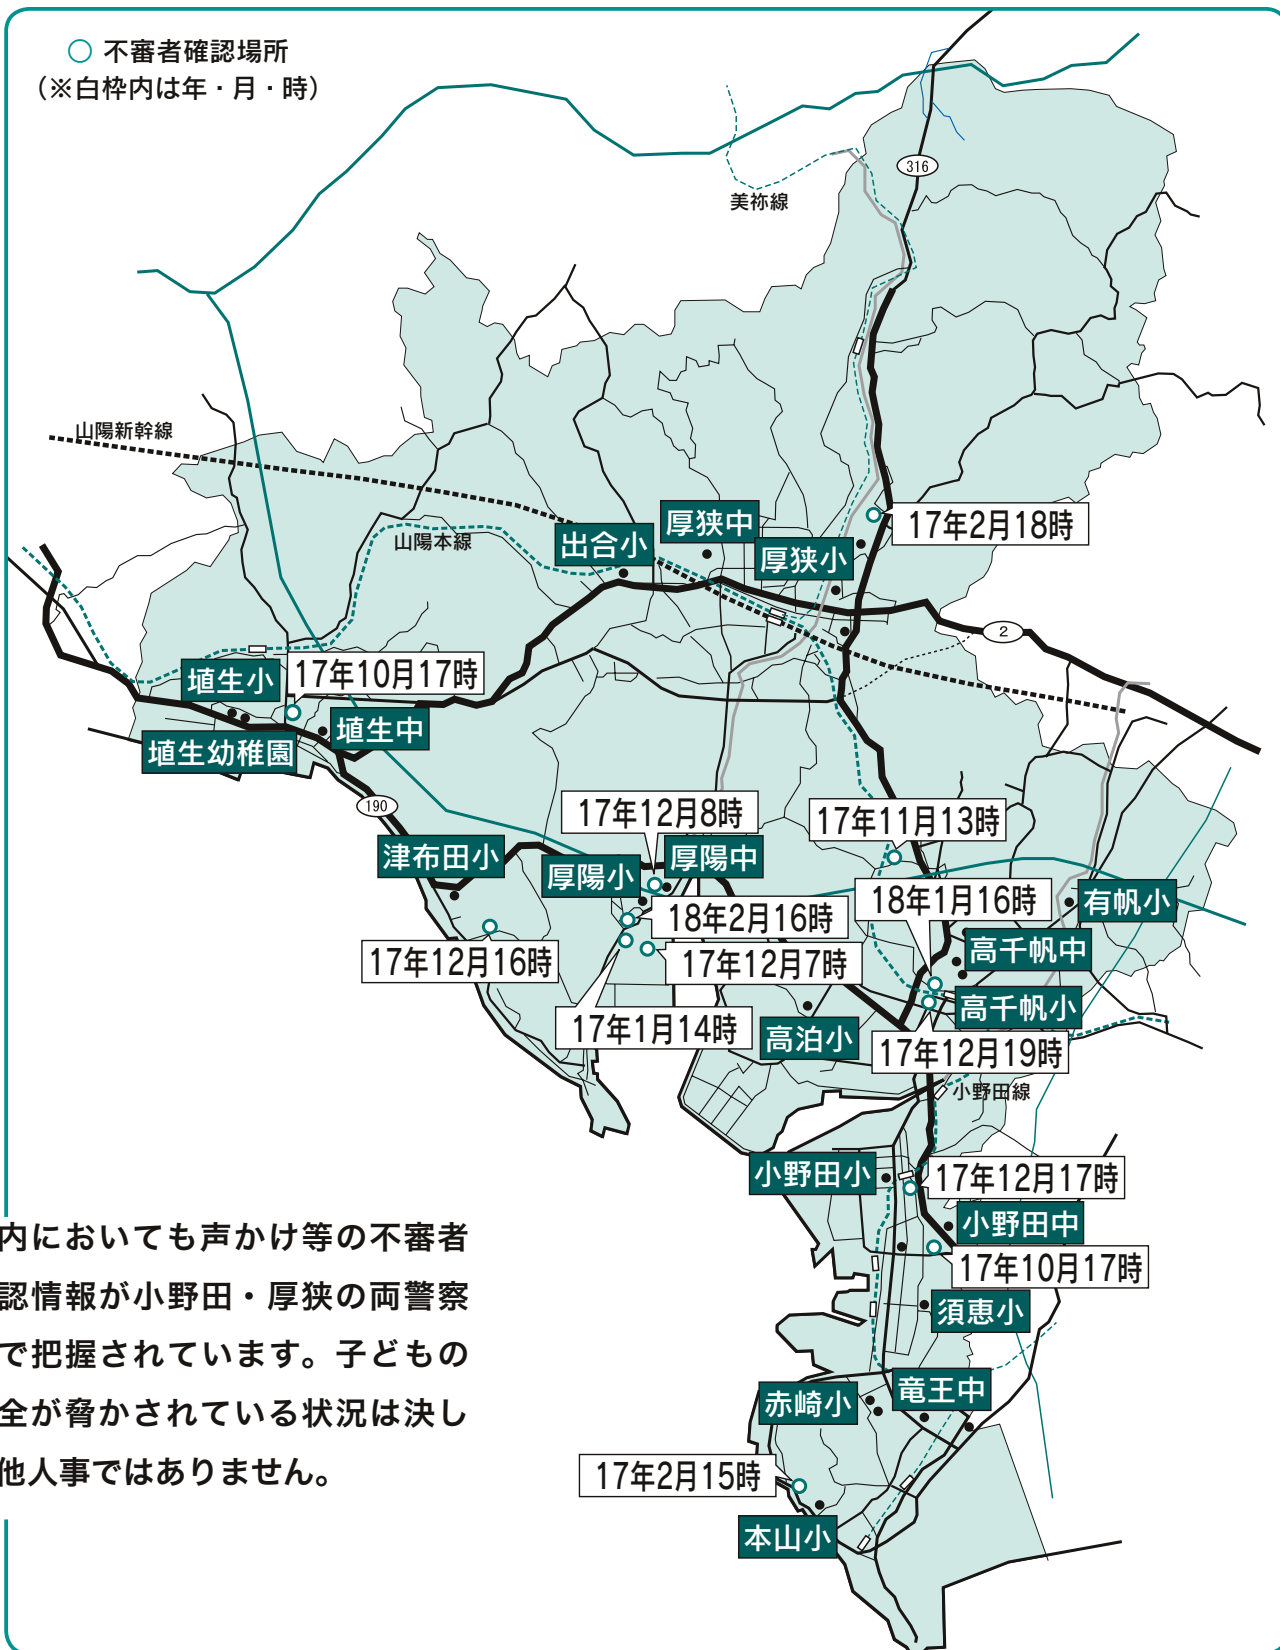 ○ 不審者確認場所
（※白枠内は年・月・時）
316
美祢線
山陽新幹線
山陽本線
厚狭中
17年2月18時
出合小
厚狭小
2
埴生小
17年10月17時
埴生中
埴生幼稚園
190
17年12月8時
17年11月13時
津布田小
厚陽小
厚陽中
18年1月16時
有帆小
18年2月16時
17年12月16時
17年12月7時
高千帆中
高千帆小
17年1月14時
高泊小
17年12月19時
小野田線
小野田小
17年12月17時
小野田中
17年10月17時
須恵小
内においても声かけ等の不審者
認情報が小野田・厚狭の両警察
で把握されています。子どもの
全が脅かされている状況は決し
他人事ではありません。
赤崎小
竜王中
17年2月15時
本山小